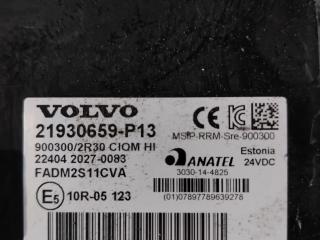 VOLVO
21930659-P13
900300/2R30 CIOM HI
22404 2027-0083
FADM2S11CVA
E5 10R-05 123
CE
MSIP-RRM-Sre-900300
Estonia
ANATEL 24VDC
3030-14-4825
(01)07897789639278